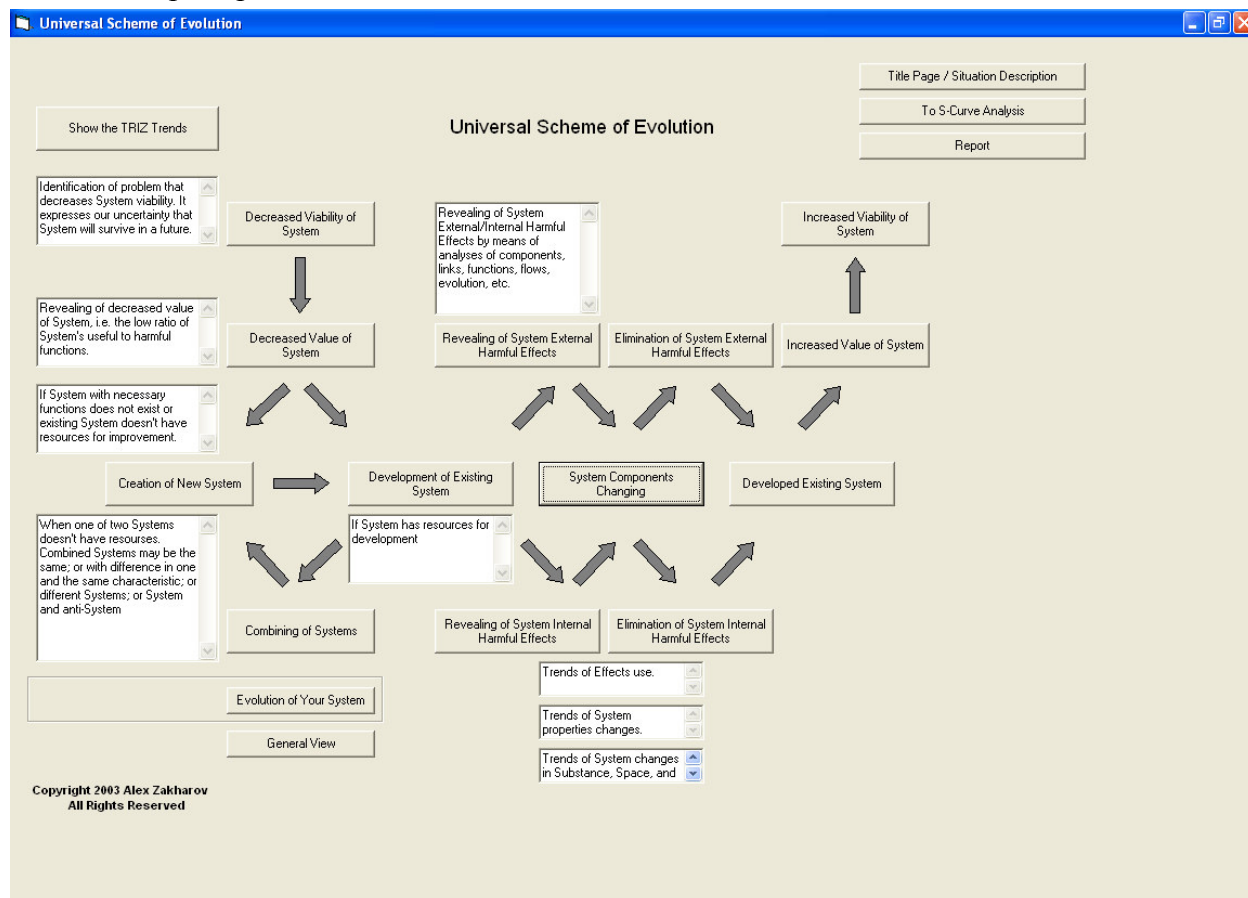 Universal Scheme of Evolution
Title Page / Situation Description
To S-Curve Analysis
Report
Show the TRIZ Trends
Universal Scheme of Evolution
Identification of problem that
decreases System viability. It
expresses our uncertainty that
System will survive in a future.
Decreased Viability of
System
Revealing of System
External/Internal Harmful
Effects by means of
analyses of components,
links, functions, flows,
evolution, etc.
Increased Viability of
System
Revealing of decreased value
of System, i.e. the low ratio of
System's useful to harmful
functions.
Decreased Value of
System
Revealing of System External
Harmful Effects
Elimination of System External
Harmful Effects
Increased Value of System
If System with necessary
functions does not exist or
existing System doesn't have
resources for improvement.
Creation of New System
Development of Existing
System
System Components
Changing
Developed Existing System
When one of two Systems
doesn't have resourses.
Combined Systems may be the
same; or with difference in one
and the same characteristic; or
different Systems; or System
and anti-System
If System has resources for
development
Combining of Systems
Revealing of System Internal
Harmful Effects
Elimination of System Internal
Harmful Effects
Trends of Effects use.
Evolution of Your System
Trends of System
properties changes.
General View
Trends of System changes
in Substance, Space, and
Copyright 2003 Alex Zakharov
All Rights Reserved